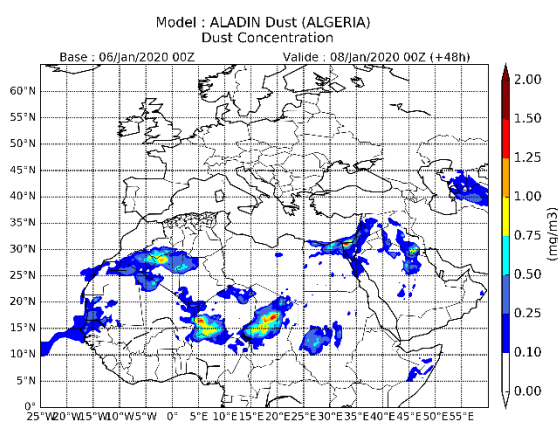 Model : ALADIN Dust (ALGERIA)
Dust Concentration
Base : 06/Jan/2020 00Z Valide : 08/Jan/2020 00Z (+48h)
60°N
55°N
50°N
45°N
40°N
35°N
30°N
25°N
20°N
15°N
10°N
5°N
0°
25°W20°W15°W10°W5°W 0° 5°E 10°E15°E20°E25°E30°E35°E40°E45°E50°E55°E
2.00
1.50
1.25
1.00
0.75
0.50
0.25
0.10
0.00
(mg/m3)